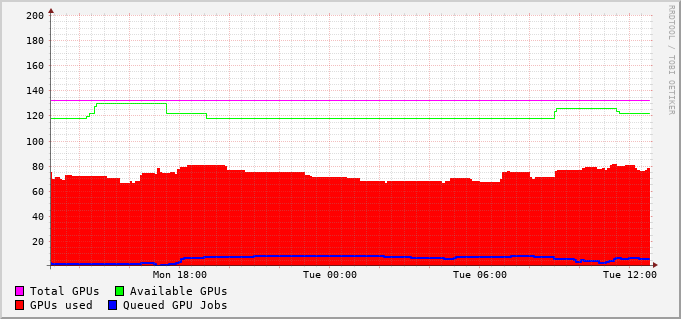 200
180
160
140
120
100
80
60
40
20
Mon 18:00 Tue 00:00 Tue 06:00 Tue 12:00
Total GPUs Available GPUs
GPUs used Queued GPU Jobs
RRDTOOL / TOBI OETIKER